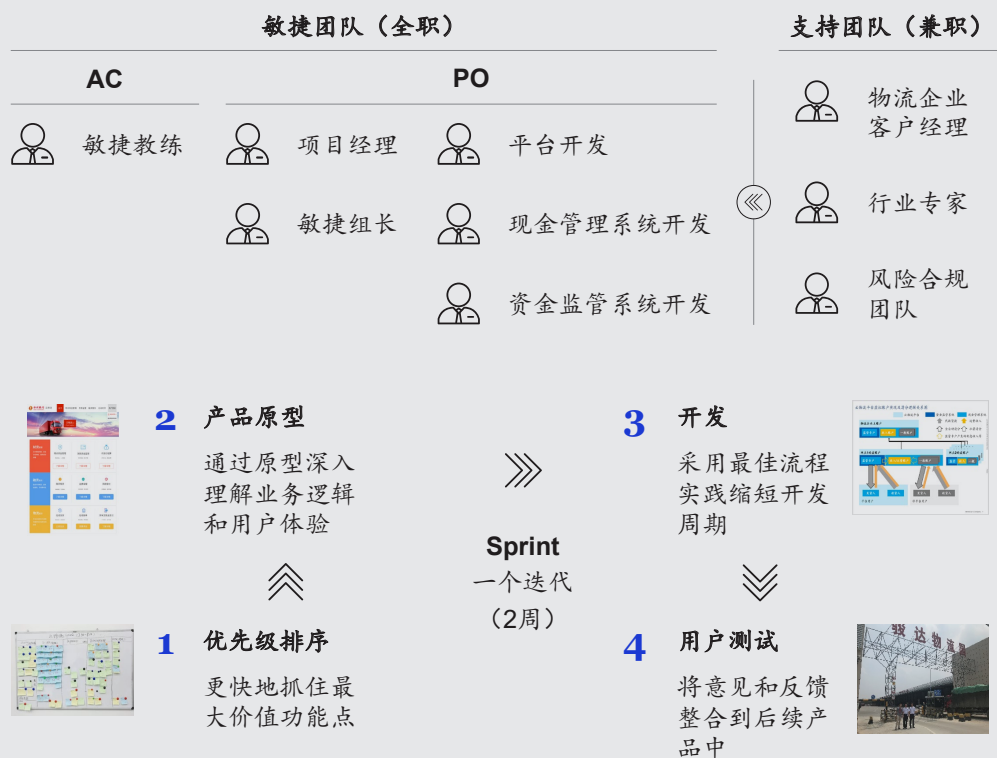 敏捷团队（全职）
支持团队（兼职）
AC
PO
敏捷教练
项目经理
平台开发
敏捷组长
现金管理系统开发
资金监管系统开发
物流企业
客户经理
行业专家
风险合规
团队
2 产品原型
通过原型深入
理解业务逻辑
和用户体验
3 开发
采用最佳流程
实践缩短开发
周期
Sprint
一个迭代
（2周）
1 优先级排序
更快地抓住最
大价值功能点
4 用户测试
将意见和反馈
整合到后续产
品中
骏达物流